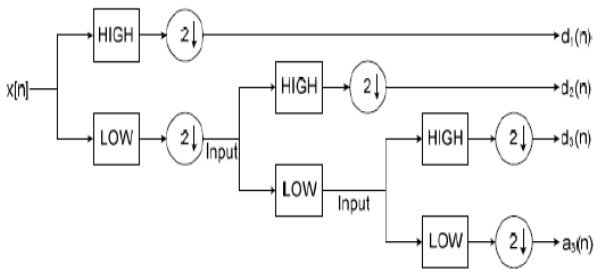 HIGH 2↓ d₁(n)
x[n] HIGH 2↓ d₂(n)
LOW 2↓ Input HIGH 2↓ d₃(n)
LOW Input
LOW 2↓ a₃(n)